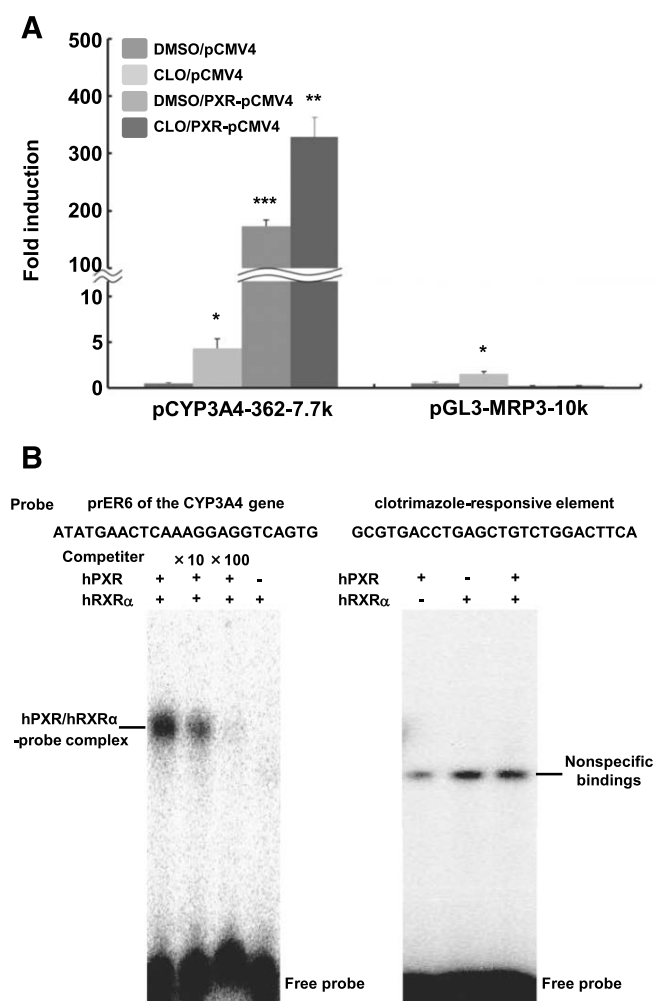 A
500
400
300
200
100
10
5
0
Fold induction
DMSO/pCMV4
CLO/pCMV4
DMSO/PXR-pCMV4
CLO/PXR-pCMV4
*
***
**
*
pCYP3A4-362-7.7k pGL3-MRP3-10k
B
Probe prER6 of the CYP3A4 gene clotrimazole-responsive element
ATATGAACTCAAAGGAGGTCAGTG GCGTGACCTGAGCTGTCTGGACTTCA
Competiter × 10 × 100
hPXR + + + - hPXR + - +
hRXRα + + + + hRXRα - + +
hPXR/hRXRα
-probe complex
Nonspecific
bindings
Free probe Free probe